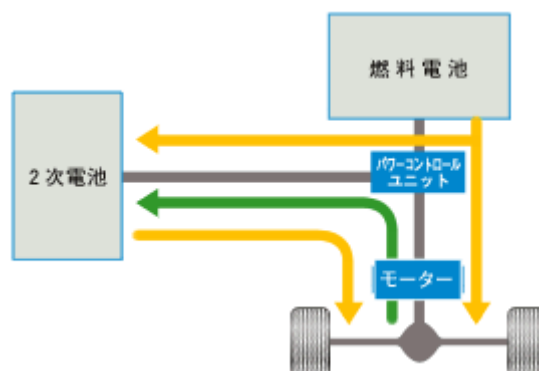 燃料電池
2次電池
パワーコントロール
ユニット
モーター